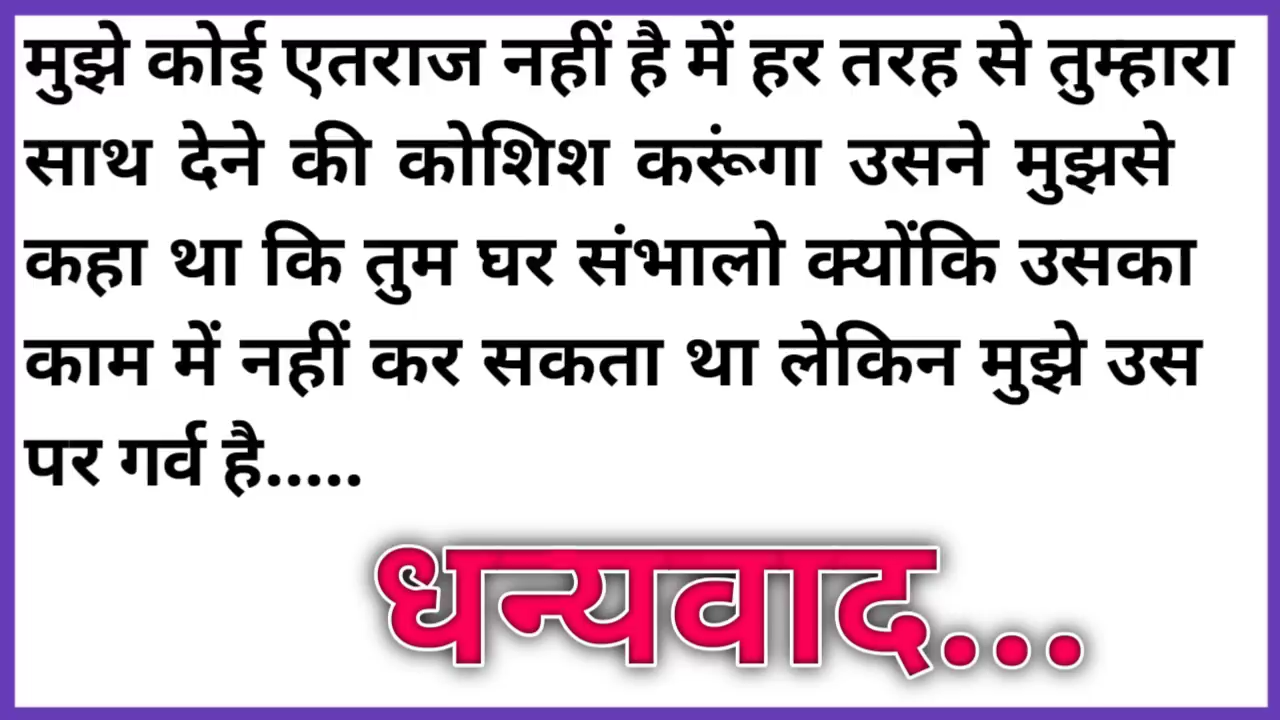 मुझे कोई एतराज नहीं है में हर तरह से तुम्हारा
साथ देने की कोशिश करूंगा उसने मुझसे
कहा था कि तुम घर संभालो क्योंकि उसका
काम में नहीं कर सकता था लेकिन मुझे उस
पर गर्व है.....
धन्यवाद...